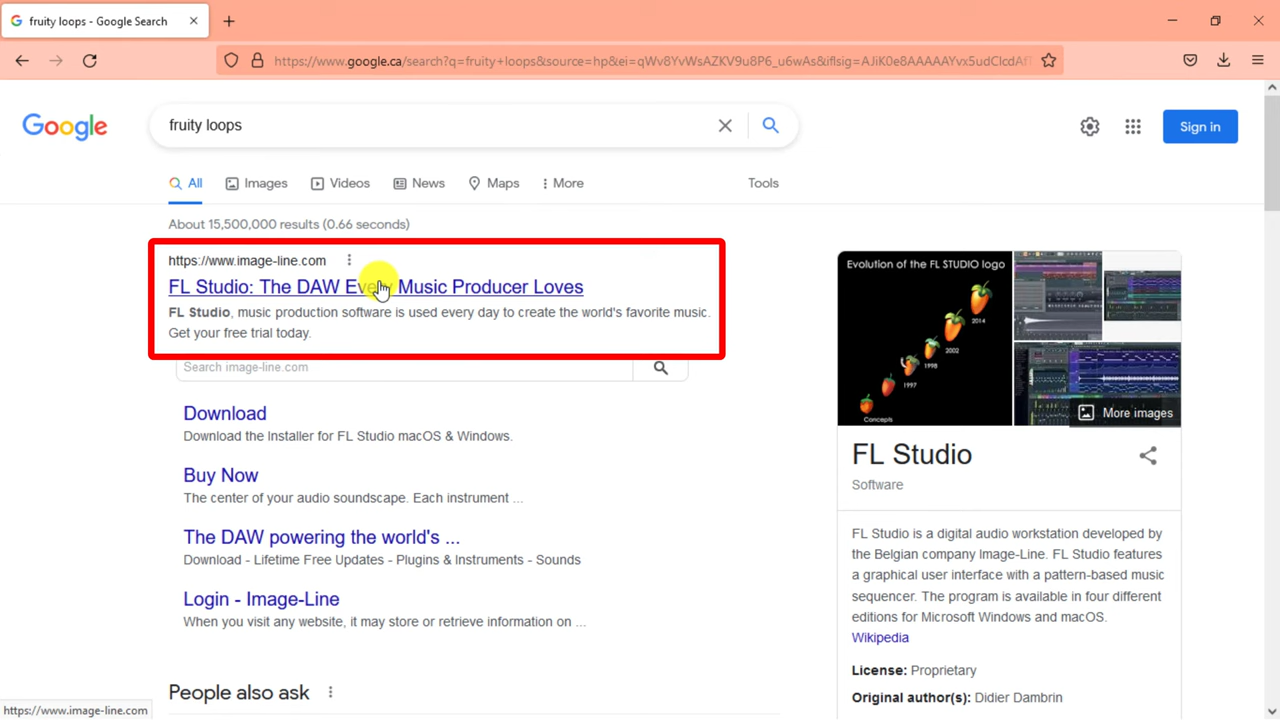 fruity loops - Google Search
https://www.google.ca/search?q=fruity+loops&source=hp&ei=qWv8YvWsAZKV9u8P6_u6wAs&iflsig=AJiK0e8AAAAAYvx5udClcdAf
Google
fruity loops
Sign in
All
Images
Videos
News
Maps
More
Tools
About 15,500,000 results (0.66 seconds)
https://www.image-line.com
FL Studio: The DAW Every Music Producer Loves
FL Studio, music production software is used every day to create the world's favorite music.
Get your free trial today.
Search image-line.com
Download
Download the Installer for FL Studio macOS & Windows.
Buy Now
The center of your audio soundscape. Each instrument ...
The DAW powering the world's ...
Download - Lifetime Free Updates - Plugins & Instruments - Sounds
Login - Image-Line
When you visit any website, it may store or retrieve information on ...
People also ask
https://www.image-line.com
Evolution of the FL STUDIO logo
2014
2002
1998
1997
Concepts
More images
FL Studio
Software
FL Studio is a digital audio workstation developed by
the Belgian company Image-Line. FL Studio features
a graphical user interface with a pattern-based music
sequencer. The program is available in four different
editions for Microsoft Windows and macOS.
Wikipedia
License: Proprietary
Original author(s): Didier Dambrin